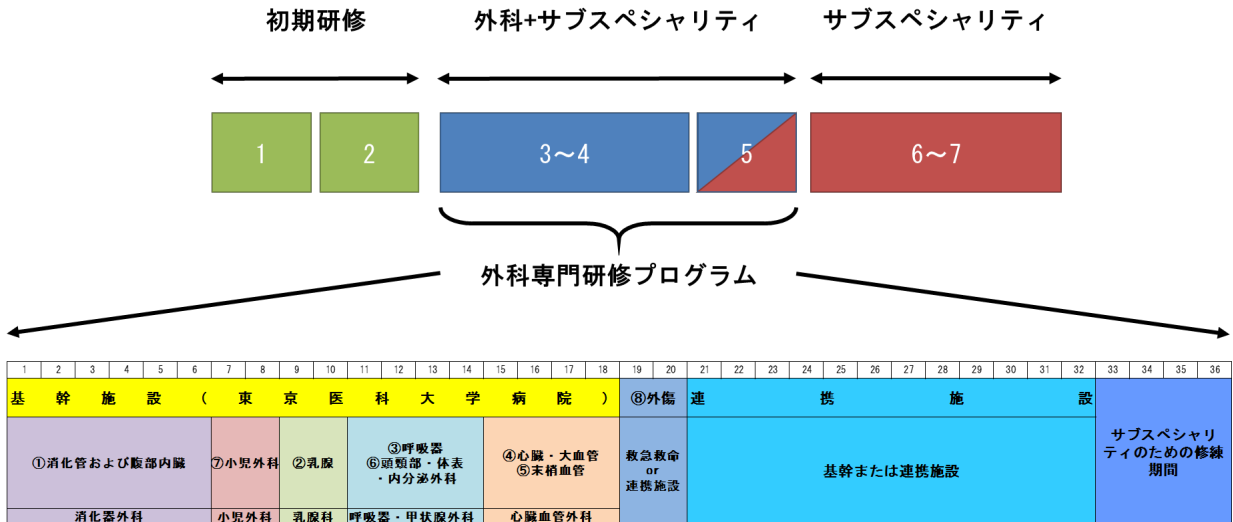 初期研修 外科+サブスペシャリティ サブスペシャリティ
1 2 3～4 5 6～7
外科専門研修プログラム
1 2 3 4 5 6 7 8 9 10 11 12 13 14 15 16 17 18 19 20 21 22 23 24 25 26 27 28 29 30 31 32 33 34 35 36
基幹施設(東京医科大学病院) ⑧外傷 連携施設
①消化管および腹部内臓
⑦小児外科
②乳腺
③呼吸器
⑥頭頸部・体表
・内分泌外科
④心臓・大血管
⑤末梢血管
救急救命
or
連携施設
基幹または連携施設
サブスペシャリ
ティのための修練
期間
消化器外科 小児外科 乳腺科 呼吸器・甲状腺外科 心臓血管外科